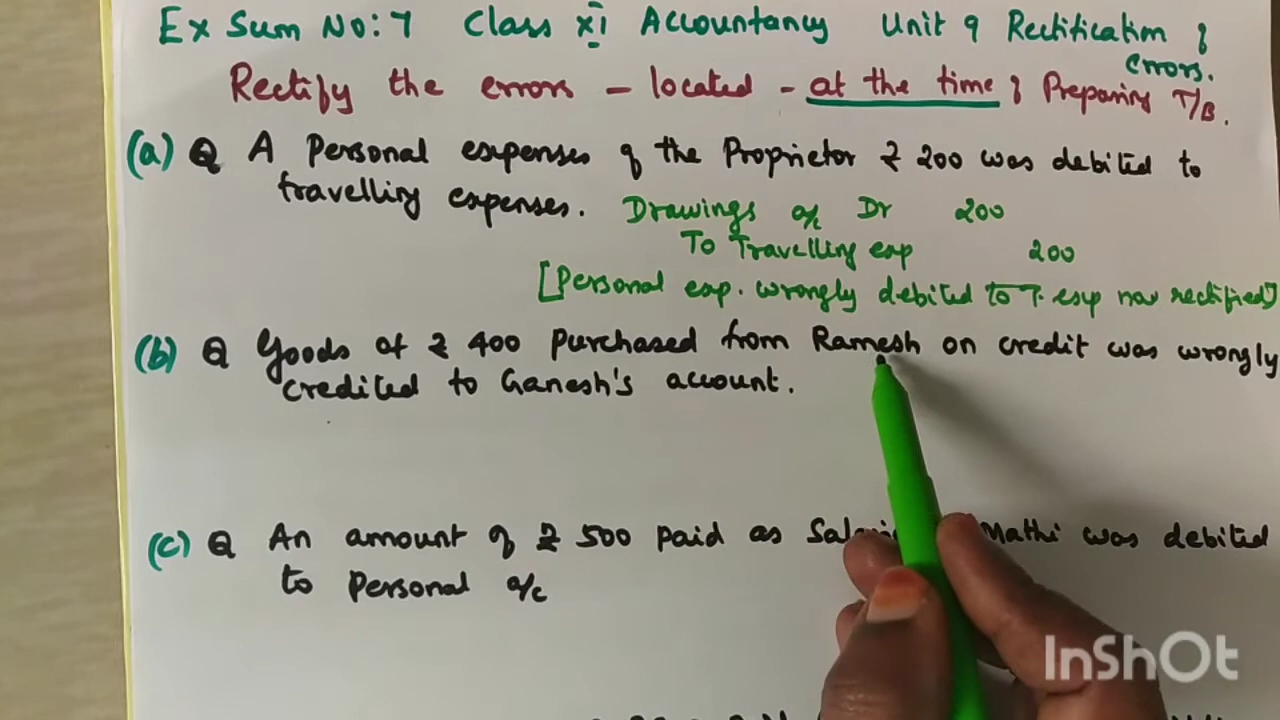 Ex Sum No: 7 Class XI Accountancy Unit 9 Rectification of
Errors.
Rectify the errors – located – at the time of Preparing T/B.
(a) Q A Personal expenses of the Proprietor ₹ 200 was debited to
travelling expenses. Drawings a/c Dr 200
To Travelling exp 200
[Personal exp. wrongly debited to T. exp now rectified]
(b) Q Goods of ₹ 400 Purchased from Ramesh on credit was wrongly
credited to Ganesh's account.
(c) Q An amount of ₹ 500 paid as Mathi was debited
to Personal a/c
InShOt